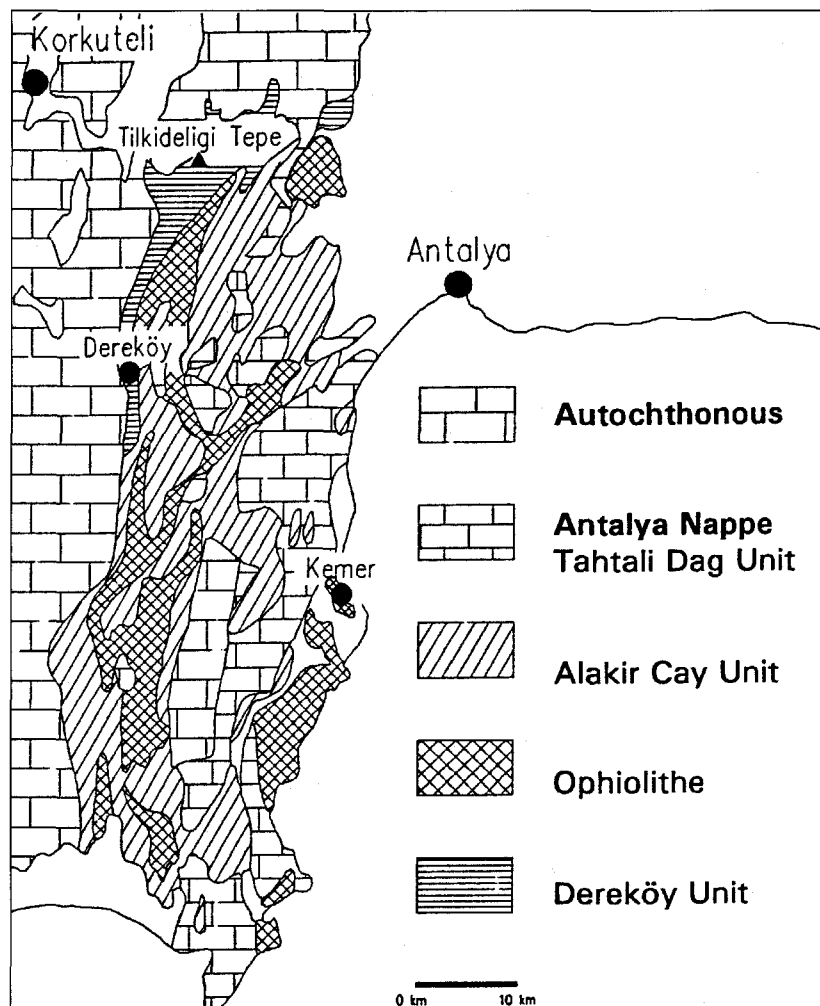 Korkuteli
Tilkideligi Tepe
Antalya
Dereköy
Kemer
Autochthonous
Antalya Nappe
Tahtali Dag Unit
Alakir Cay Unit
Ophiolithe
Dereköy Unit
0 km 10 km